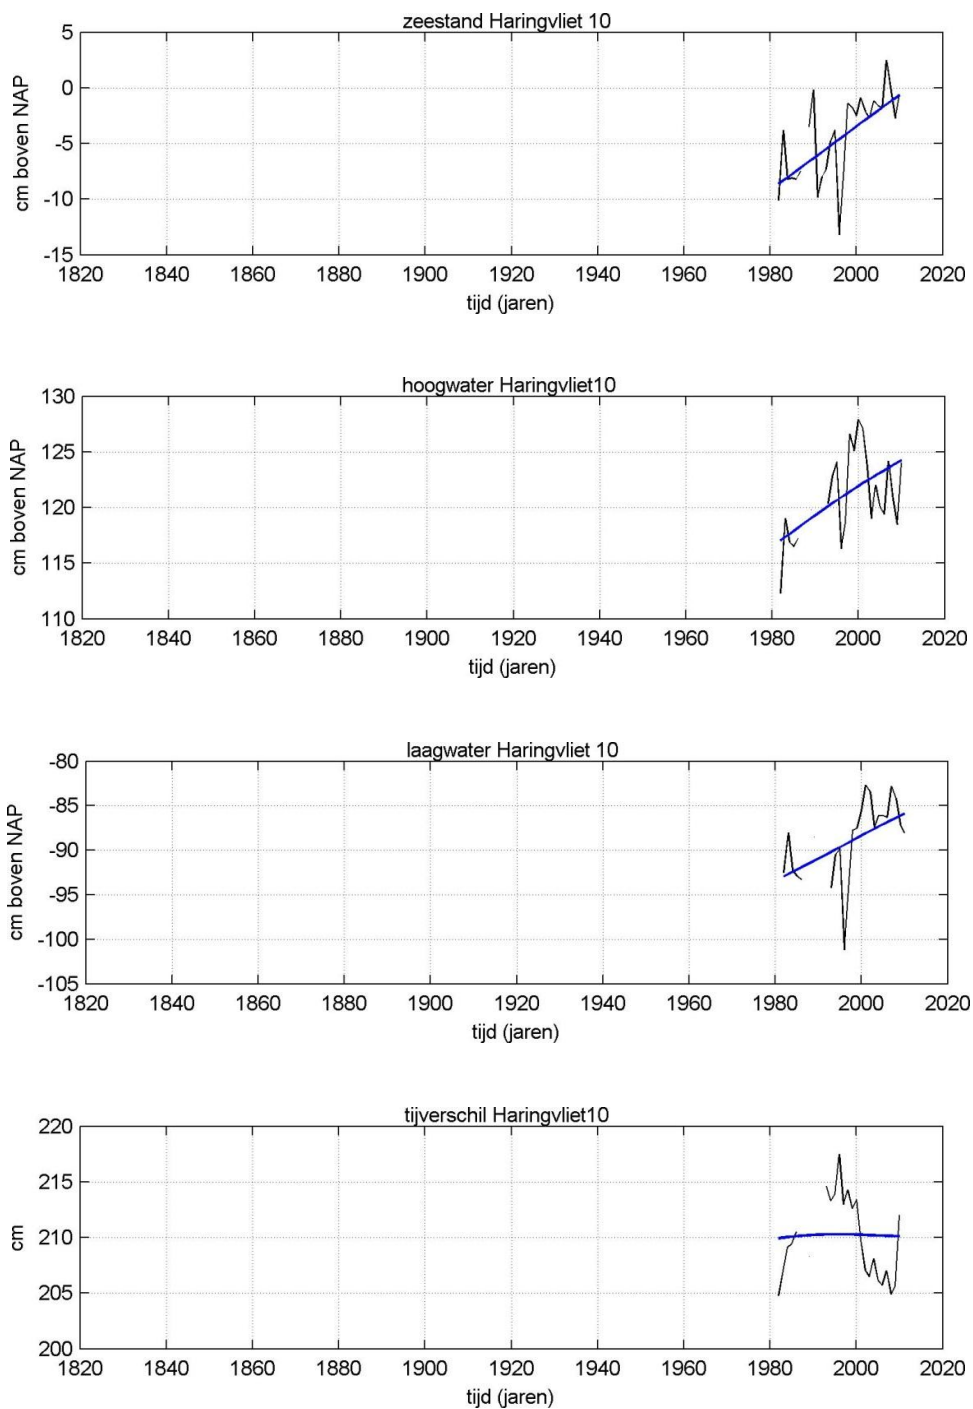 zeestand Haringvliet 10
5
0
-5
-10
-15
cm boven NAP
1820 1840 1860 1880 1900 1920 1940 1960 1980 2000 2020
tijd (jaren)
hoogwater Haringvliet10
130
125
120
115
110
cm boven NAP
1820 1840 1860 1880 1900 1920 1940 1960 1980 2000 2020
tijd (jaren)
laagwater Haringvliet 10
-80
-85
-90
-95
-100
-105
cm boven NAP
1820 1840 1860 1880 1900 1920 1940 1960 1980 2000 2020
tijd (jaren)
tijverschil Haringvliet10
220
215
210
205
200
cm
1820 1840 1860 1880 1900 1920 1940 1960 1980 2000 2020
tijd (jaren)